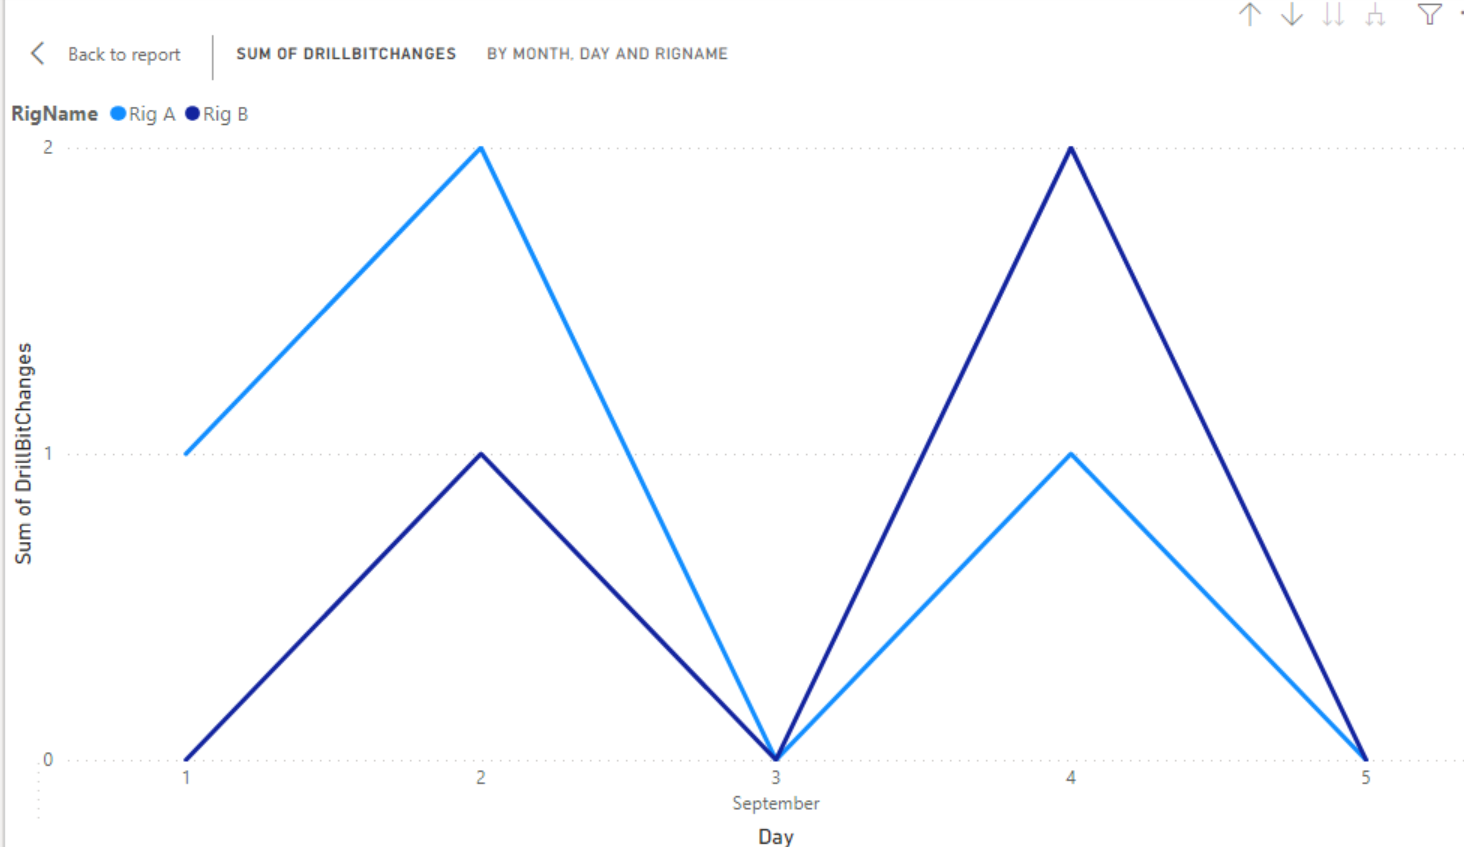 Back to report SUM OF DRILLBITCHANGES BY MONTH, DAY AND RIGNAME
RigName Rig A Rig B
2
1
0
Sum of DrillBitChanges
1 2 3 4 5
September
Day